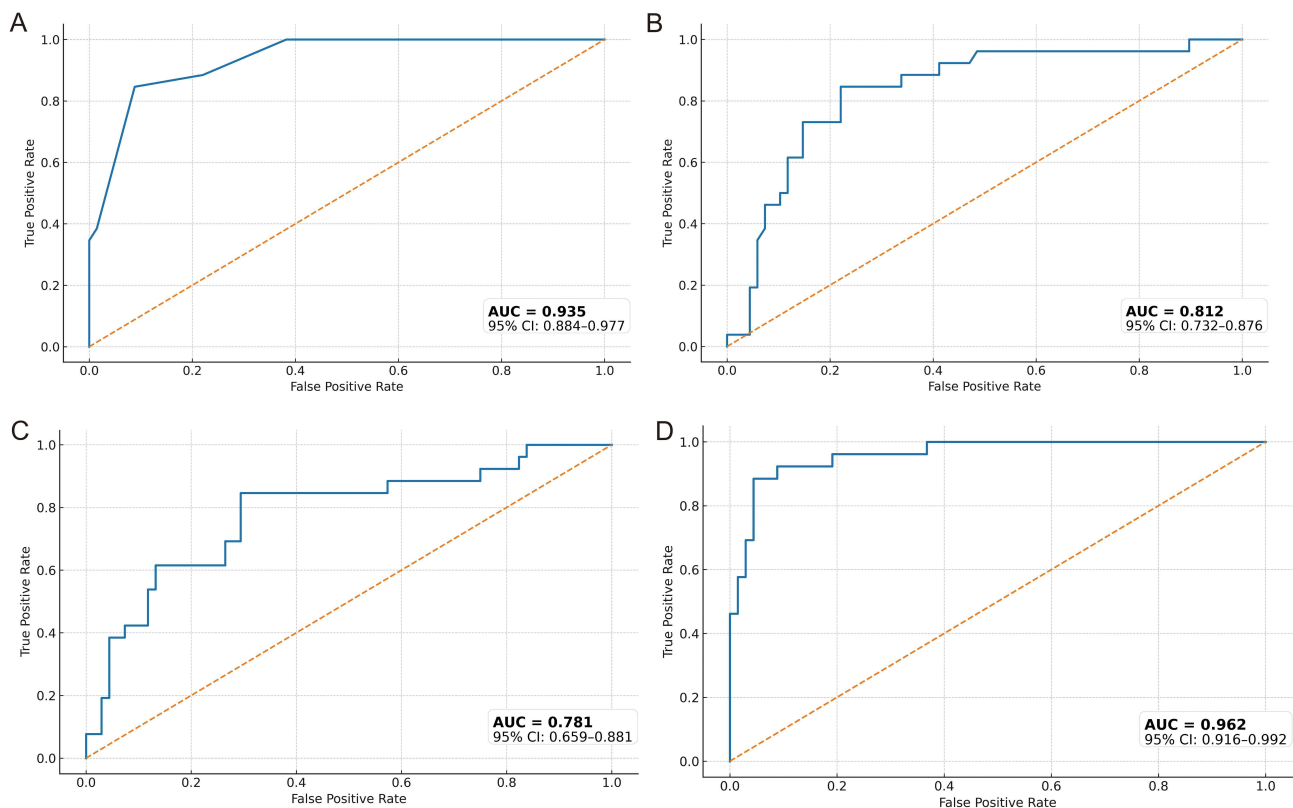 A
1.0
0.8
0.6
0.4
0.2
0.0
True Positive Rate
AUC = 0.935
95% CI: 0.884–0.977
0.0 0.2 0.4 0.6 0.8 1.0
False Positive Rate
B
1.0
0.8
0.6
0.4
0.2
0.0
True Positive Rate
AUC = 0.812
95% CI: 0.732–0.876
0.0 0.2 0.4 0.6 0.8 1.0
False Positive Rate
C
1.0
0.8
0.6
0.4
0.2
0.0
True Positive Rate
AUC = 0.781
95% CI: 0.659–0.881
0.0 0.2 0.4 0.6 0.8 1.0
False Positive Rate
D
1.0
0.8
0.6
0.4
0.2
0.0
True Positive Rate
AUC = 0.962
95% CI: 0.916–0.992
0.0 0.2 0.4 0.6 0.8 1.0
False Positive Rate